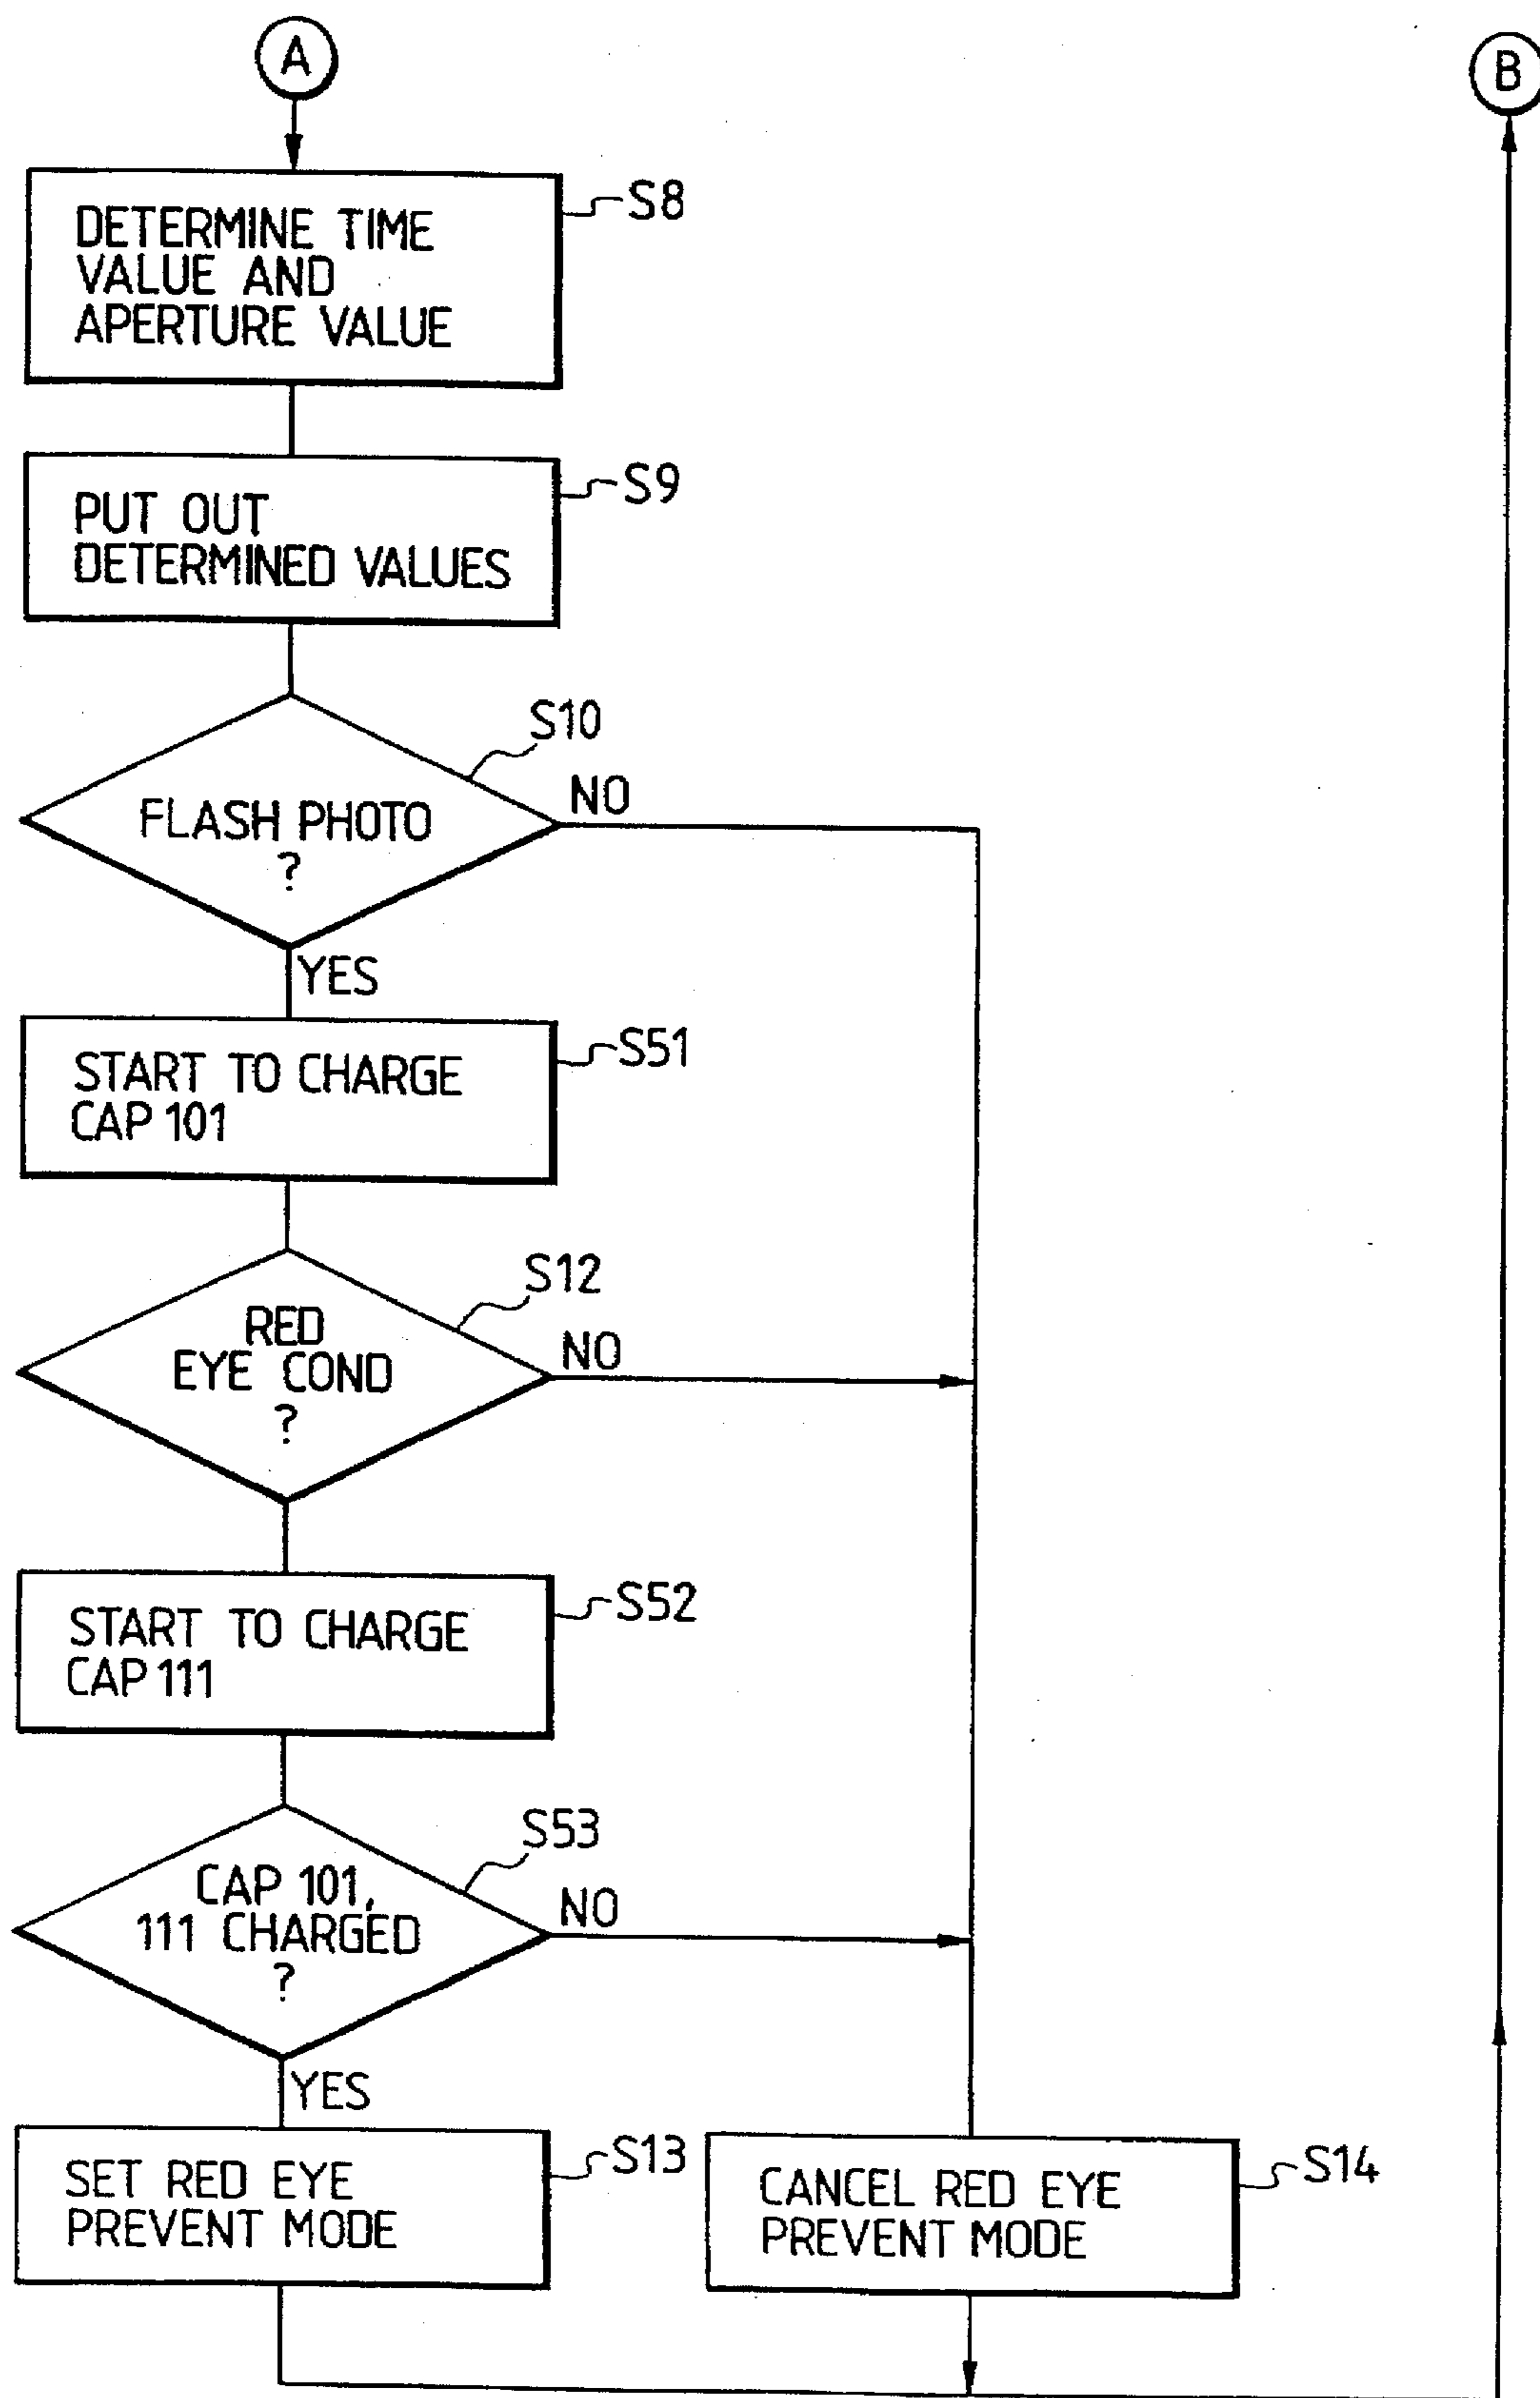 A
B
DETERMINE TIME
VALUE AND
APERTURE VALUE
S8
PUT OUT
DETERMINED VALUES
S9
S10
FLASH PHOTO
?
NO
YES
START TO CHARGE
CAP 101
S51
S12
RED
EYE COND
?
NO
START TO CHARGE
CAP 111
S52
S53
CAP 101,
111 CHARGED
?
NO
YES
SET RED EYE
PREVENT MODE
S13
CANCEL RED EYE
PREVENT MODE
S14